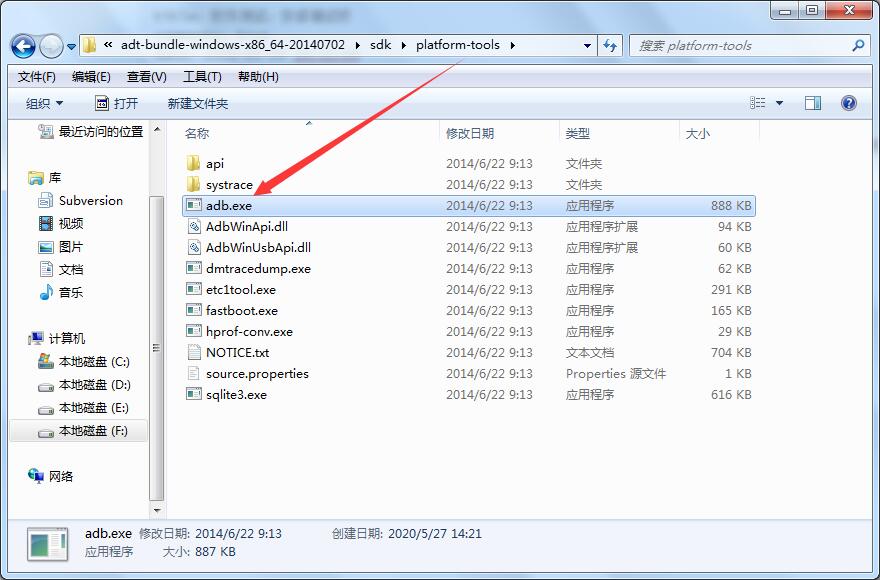 « adt-bundle-windows-x86_64-20140702 ▸ sdk ▸ platform-tools ▸
搜索 platform-tools
文件(F) 编辑(E) 查看(V) 工具(T) 帮助(H)
组织 打开 新建文件夹
最近访问的位置
库
Subversion
视频
图片
文档
音乐
计算机
本地磁盘 (C:)
本地磁盘 (D:)
本地磁盘 (E:)
本地磁盘 (F:)
网络
名称 修改日期 类型 大小
api 2014/6/22 9:13 文件夹
systrace 2014/6/22 9:13 文件夹
adb.exe 2014/6/22 9:13 应用程序 888 KB
AdbWinApi.dll 2014/6/22 9:13 应用程序扩展 94 KB
AdbWinUsbApi.dll 2014/6/22 9:13 应用程序扩展 60 KB
dmtracedump.exe 2014/6/22 9:13 应用程序 62 KB
etc1tool.exe 2014/6/22 9:13 应用程序 291 KB
fastboot.exe 2014/6/22 9:13 应用程序 165 KB
hprof-conv.exe 2014/6/22 9:13 应用程序 29 KB
NOTICE.txt 2014/6/22 9:13 文本文档 704 KB
source.properties 2014/6/22 9:13 Properties 源文件 1 KB
sqlite3.exe 2014/6/22 9:13 应用程序 616 KB
adb.exe 修改日期: 2014/6/22 9:13 创建日期: 2020/5/27 14:21
应用程序 大小: 887 KB